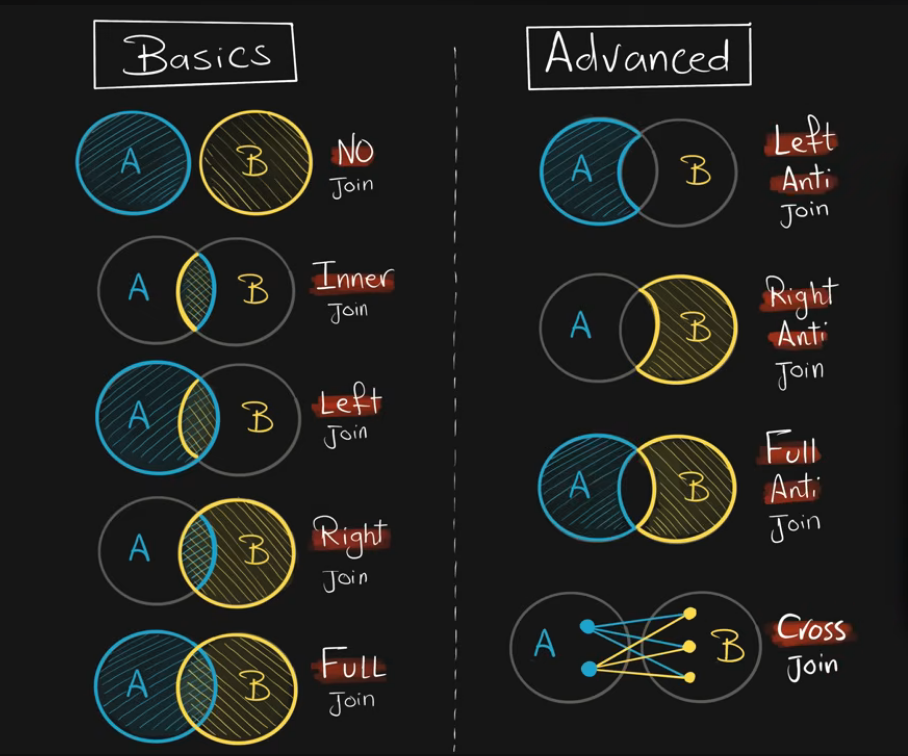 Basics
A
B
NO
Join
A
B
Inner
Join
A
B
Left
Join
A
B
Right
Join
A
B
FULL
Join
Advanced
A
B
Left
Anti
Join
A
B
Right
Anti
Join
A
B
Full
Anti
Join
A
B
Cross
Join